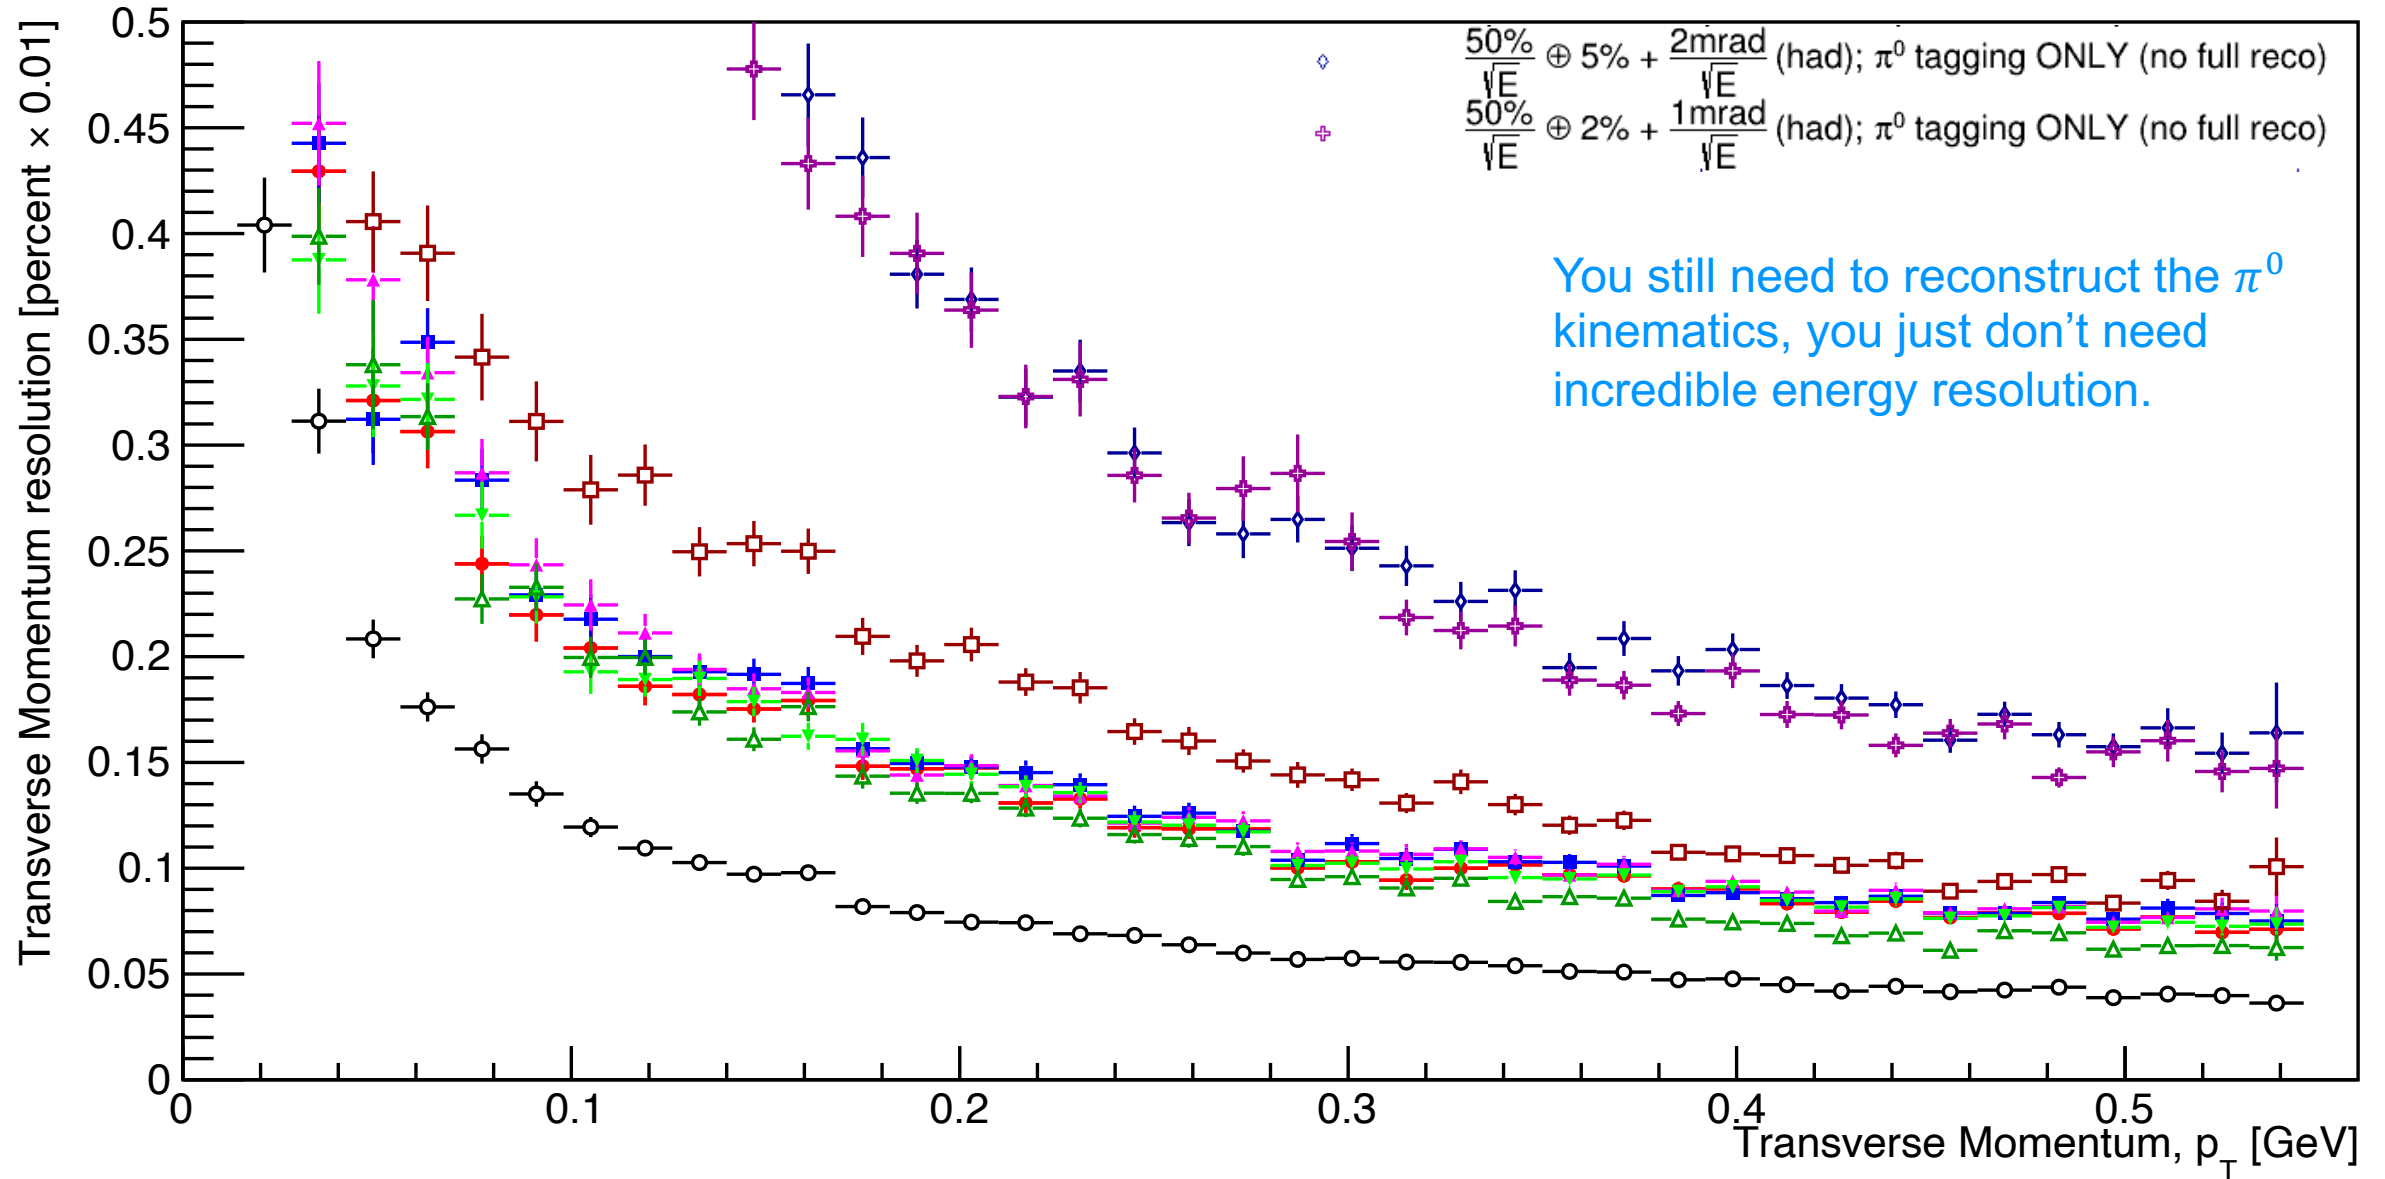 Transverse Momentum resolution [percent × 0.01]
0.5
0.45
0.4
0.35
0.3
0.25
0.2
0.15
0.1
0.05
0
50%/√E ⊕ 5% + 2mrad/√E (had); π⁰ tagging ONLY (no full reco)
50%/√E ⊕ 2% + 1mrad/√E (had); π⁰ tagging ONLY (no full reco)
You still need to reconstruct the π⁰
kinematics, you just don’t need
incredible energy resolution.
0 0.1 0.2 0.3 0.4 0.5
Transverse Momentum, p_T [GeV]